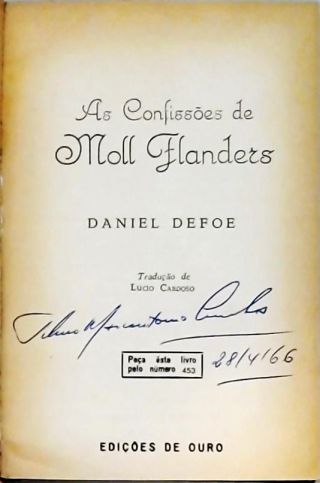 As Confissões de
Moll Flanders
DANIEL DEFOE
Tradução de
LUCIO CARDOSO
Peça êste livro
pelo número 453
28/4/66
EDIÇÕES DE OURO